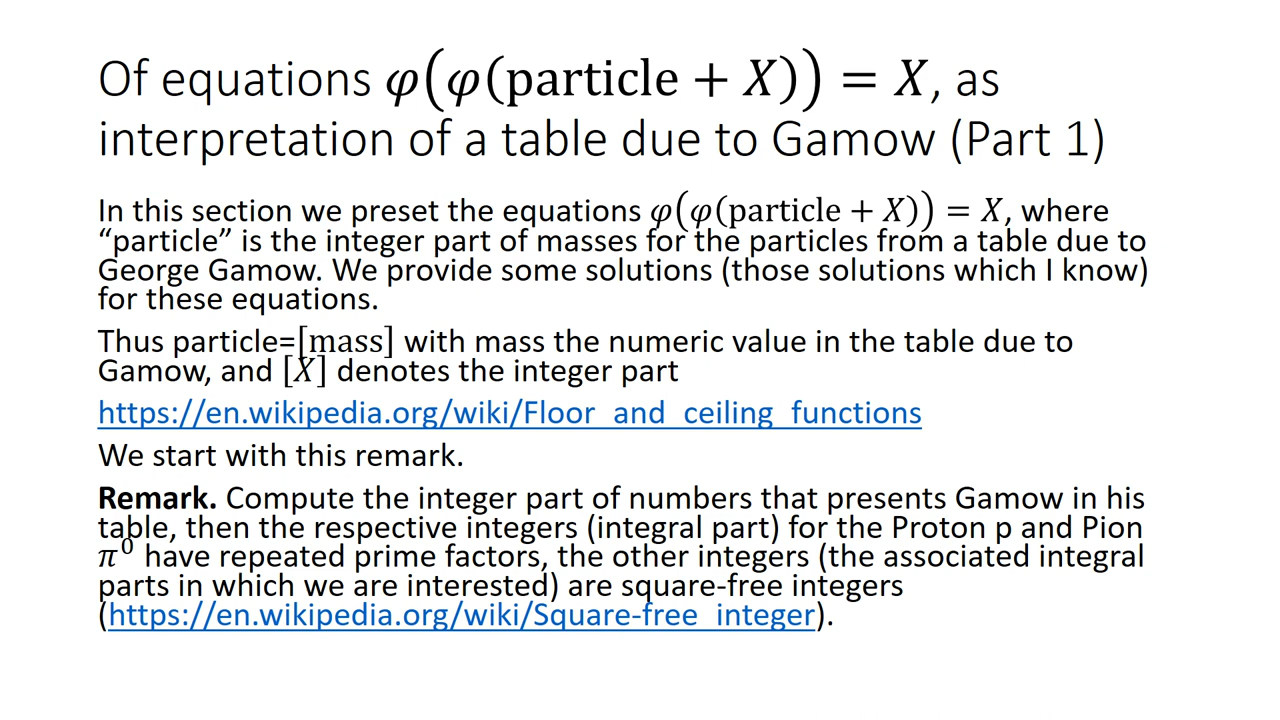 Of equations φ(φ(particle + X)) = X, as
interpretation of a table due to Gamow (Part 1)
In this section we preset the equations φ(φ(particle + X)) = X, where
“particle” is the integer part of masses for the particles from a table due to
George Gamow. We provide some solutions (those solutions which I know)
for these equations.
Thus particle=[mass] with mass the numeric value in the table due to
Gamow, and [X] denotes the integer part
https://en.wikipedia.org/wiki/Floor_and_ceiling_functions
We start with this remark.
Remark. Compute the integer part of numbers that presents Gamow in his
table, then the respective integers (integral part) for the Proton p and Pion
π⁰ have repeated prime factors, the other integers (the associated integral
parts in which we are interested) are square-free integers
(https://en.wikipedia.org/wiki/Square-free_integer).